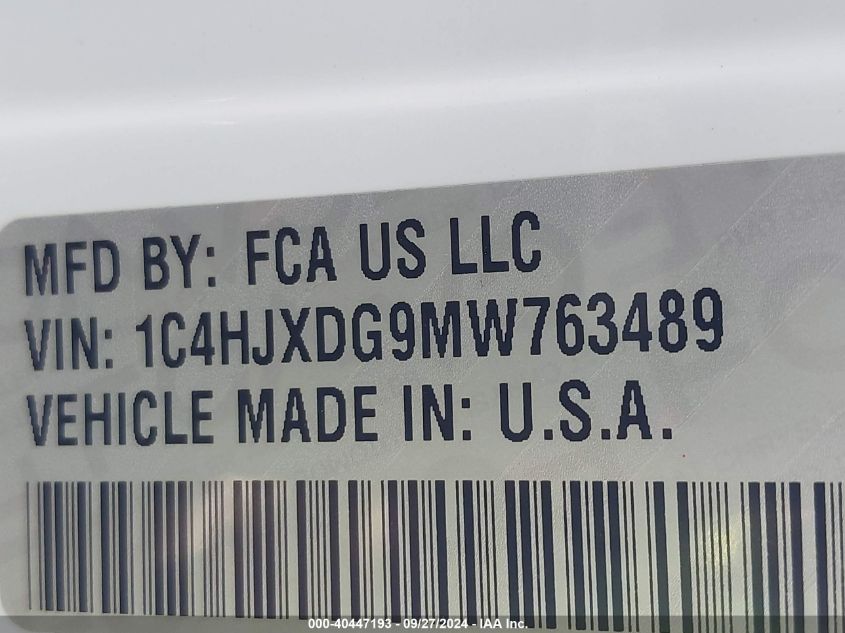 MFD BY: FCA US LLC
VIN: 1C4HJXDG9MW763489
VEHICLE MADE IN: U.S.A.
000-40447193 - 09/27/2024 - IAA Inc.